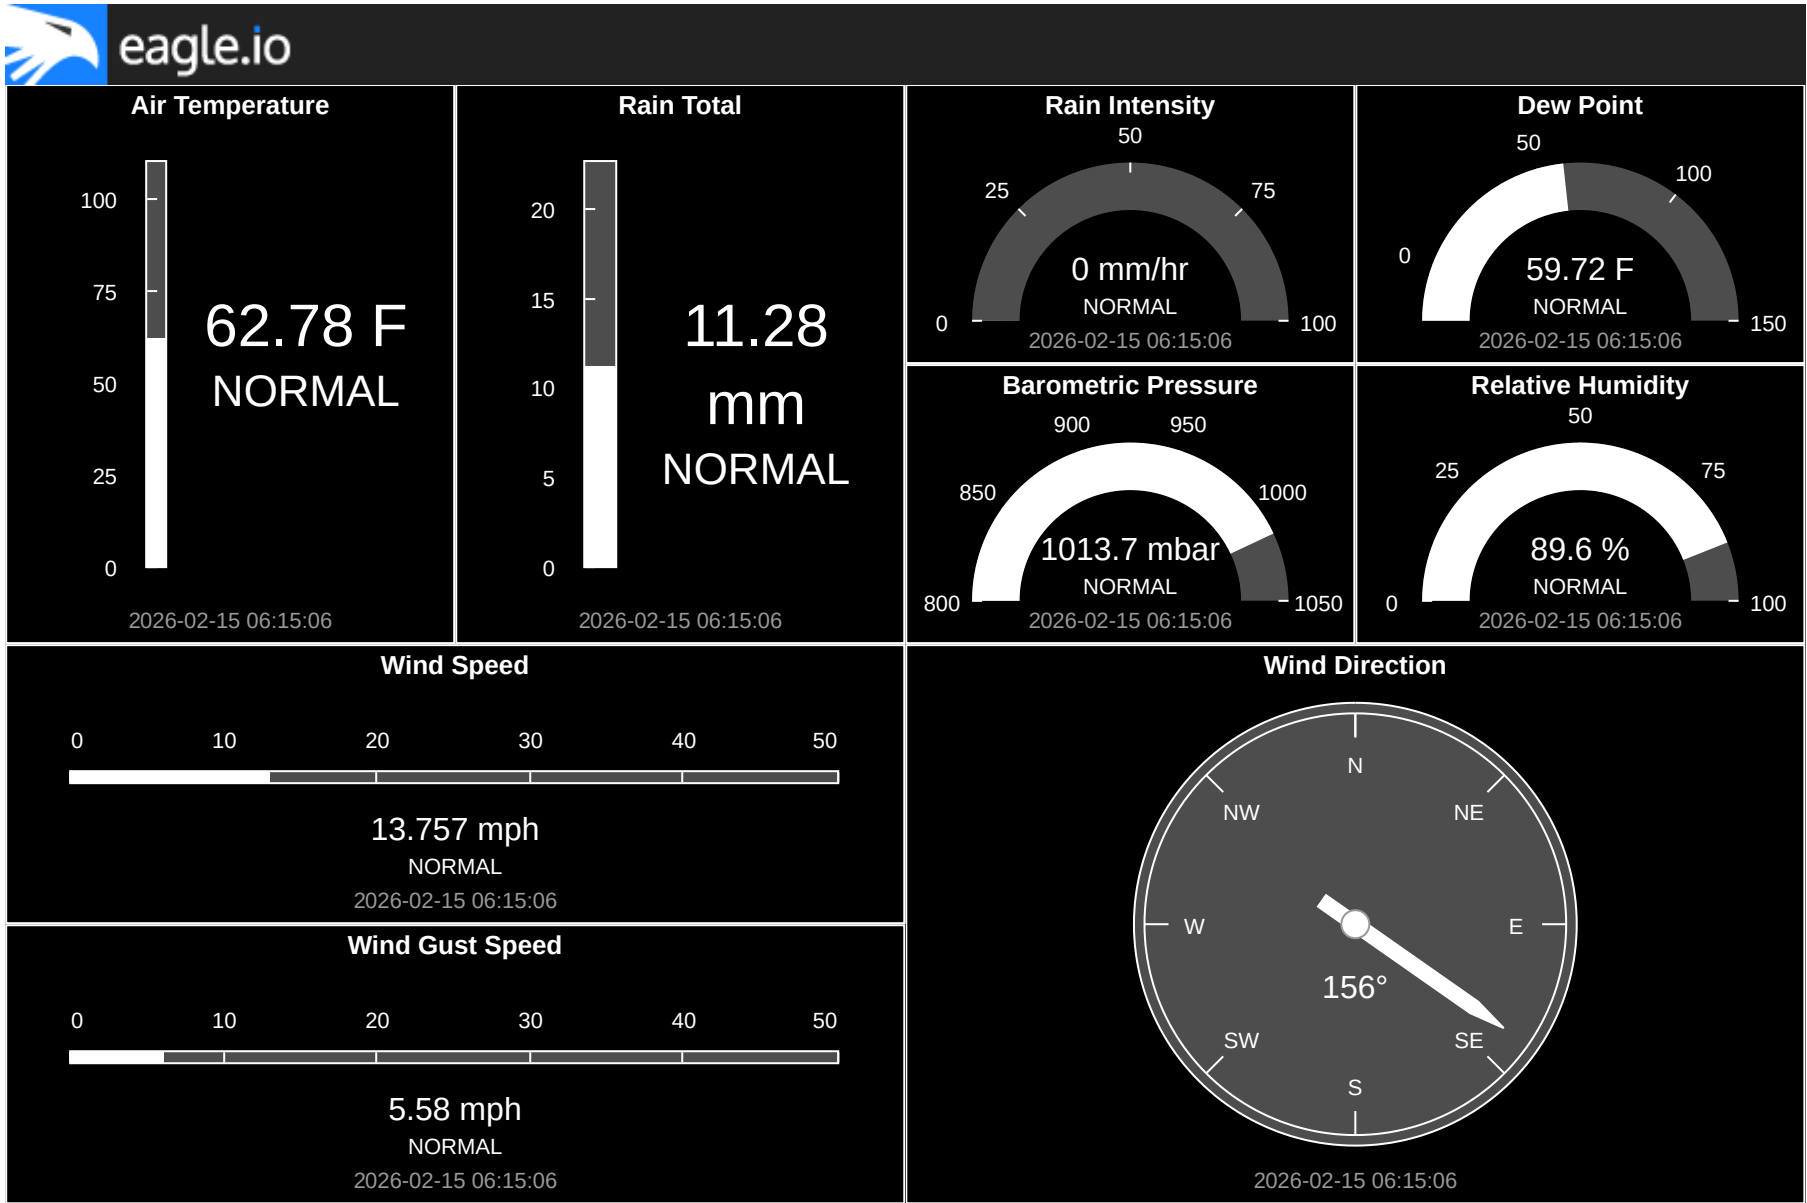 eagle.io
Air Temperature
100
75
50
25
0
62.78 F
NORMAL
2026-02-15 06:15:06
Rain Total
20
15
10
5
0
11.28
mm
NORMAL
2026-02-15 06:15:06
Rain Intensity
50
25
75
0
100
0 mm/hr
NORMAL
2026-02-15 06:15:06
Dew Point
50
100
0
150
59.72 F
NORMAL
2026-02-15 06:15:06
Barometric Pressure
900
950
850
1000
800
1050
1013.7 mbar
NORMAL
2026-02-15 06:15:06
Relative Humidity
50
25
75
0
100
89.6 %
NORMAL
2026-02-15 06:15:06
Wind Speed
0 10 20 30 40 50
13.757 mph
NORMAL
2026-02-15 06:15:06
Wind Gust Speed
0 10 20 30 40 50
5.58 mph
NORMAL
2026-02-15 06:15:06
Wind Direction
N
NW NE
W E
156°
SW SE
S
2026-02-15 06:15:06